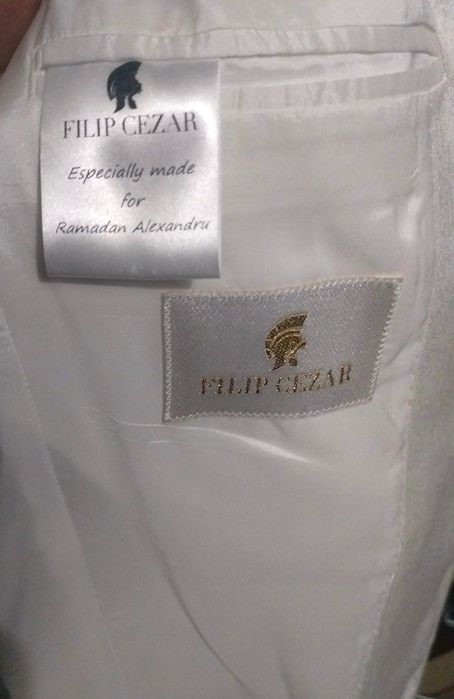 FILIP CEZAR
Especially made
for
Ramadan Alexandru
FILIP CEZAR